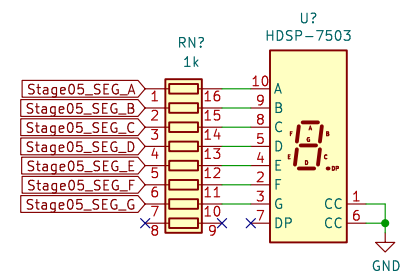 U?
HDSP-7503
RN?
1k
Stage05_SEG_A 1 16 10 A
Stage05_SEG_B 2 15 9 B
Stage05_SEG_C 3 14 8 C
Stage05_SEG_D 4 13 5 D
Stage05_SEG_E 5 12 4 E
Stage05_SEG_F 6 11 2 F
Stage05_SEG_G 7 10 3 G CC 1
8 9 7 DP CC 6
A
F B
G
E C
D
DP
GND